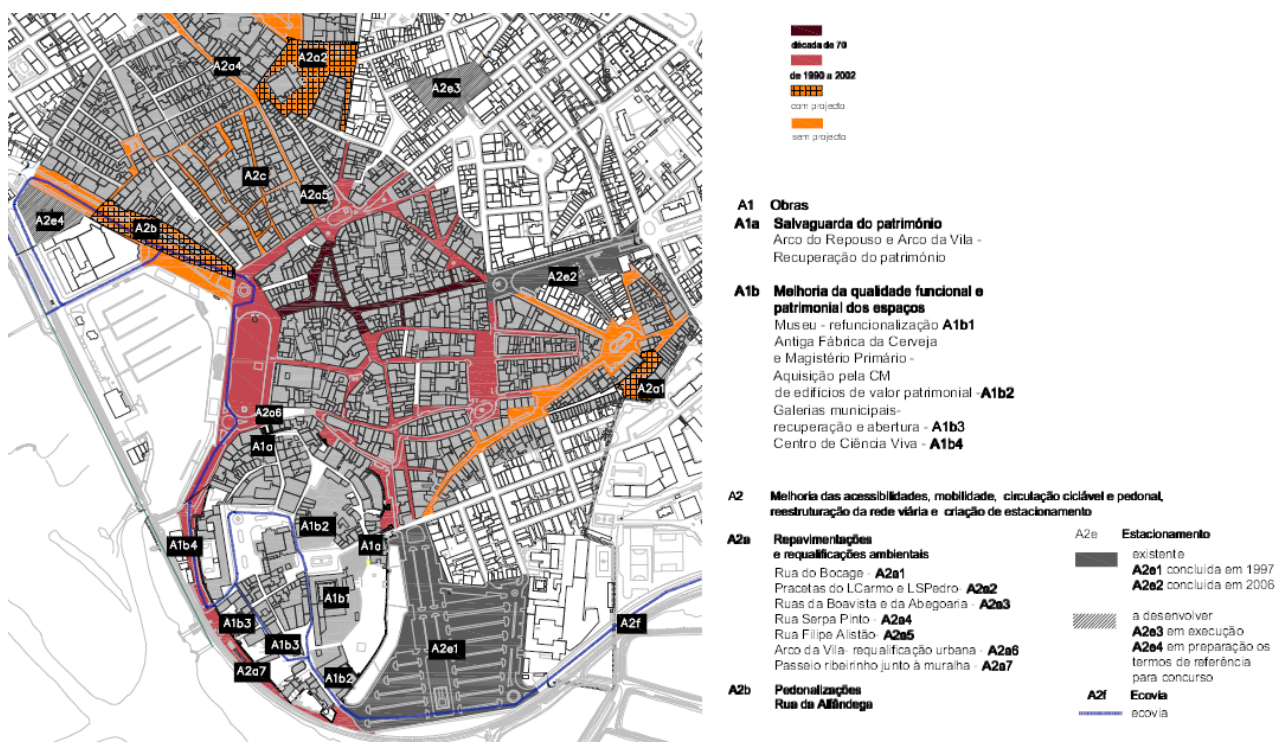 A2a4
A2a2
A2e3
A2c
A2a5
A2e4
A2b
A2e2
A2a1
A2a6
A1a
A1b2
A1b4
A1a
A1b1
A1b3
A1b3
A2e1
A2f
A2a7
A1b2
década de 70
de 1990 a 2002
com projecto
sem projecto
A1 Obras
A1a Salvaguarda do património
Arco do Repouso e Arco da Vila -
Recuperação do património
A1b Melhoria da qualidade funcional e
patrimonial dos espaços
Museu - refuncionalização A1b1
Antiga Fábrica da Cerveja
e Magistério Primário -
Aquisição pela CM
de edifícios de valor patrimonial -A1b2
Galerias municipais-
recuperação e abertura - A1b3
Centro de Ciência Viva - A1b4
A2 Melhoria das acessibilidades, mobilidade, circulação ciclável e pedonal,
reestruturação da rede viária e criação de estacionamento
A2a Repavimentações
e requalificações ambientais
Rua do Bocage - A2a1
Pracetas do LCarmo e LSPedro- A2a2
Ruas da Boavista e da Abegoaria - A2a3
Rua Serpa Pinto - A2a4
Rua Filipe Alistão- A2a5
Arco da Vila- requalificação urbana - A2a6
Passeio ribeirinho junto à muralha - A2a7
A2b Pedonalizações
Rua da Alfândega
A2e Estacionamento
existente
A2e1 concluida em 1997
A2e2 concluida em 2006
a desenvolver
A2e3 em execução
A2e4 em preparação os
termos de referência
para concurso
A2f Ecovia
ecovia